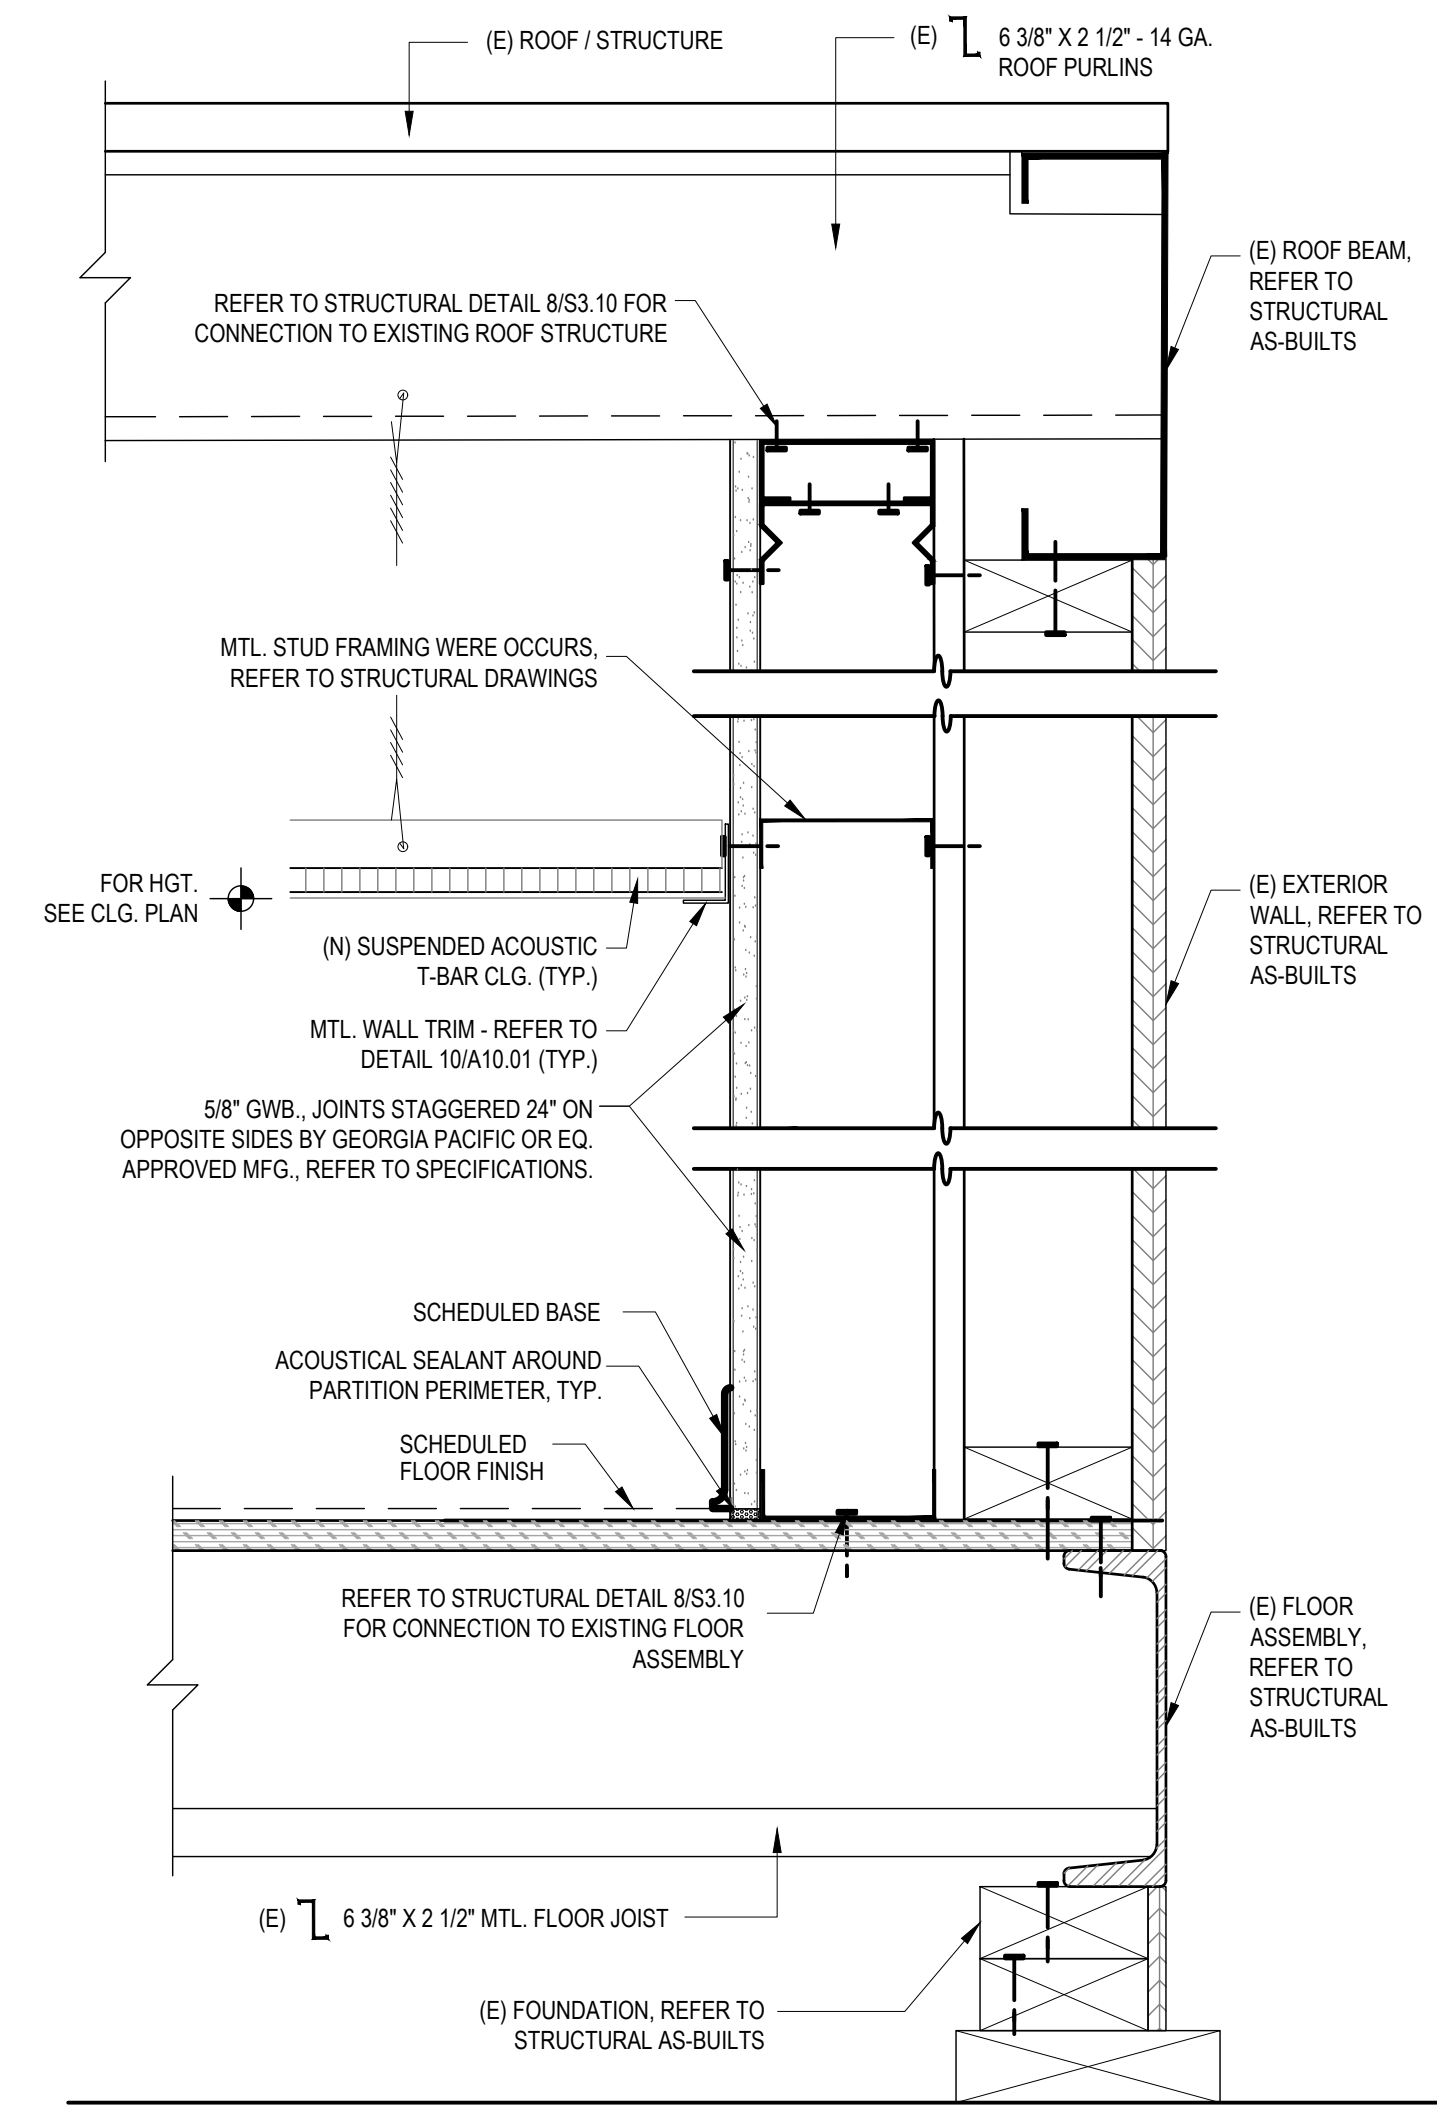 (E) ROOF / STRUCTURE
(E) 6 3/8" X 2 1/2" - 14 GA.
ROOF PURLINS
(E) ROOF BEAM,
REFER TO
STRUCTURAL
AS-BUILTS
REFER TO STRUCTURAL DETAIL 8/S3.10 FOR
CONNECTION TO EXISTING ROOF STRUCTURE
MTL. STUD FRAMING WERE OCCURS,
REFER TO STRUCTURAL DRAWINGS
FOR HGT.
SEE CLG. PLAN
(E) EXTERIOR
WALL, REFER TO
STRUCTURAL
AS-BUILTS
(N) SUSPENDED ACOUSTIC
T-BAR CLG. (TYP.)
MTL. WALL TRIM - REFER TO
DETAIL 10/A10.01 (TYP.)
5/8" GWB., JOINTS STAGGERED 24" ON
OPPOSITE SIDES BY GEORGIA PACIFIC OR EQ.
APPROVED MFG., REFER TO SPECIFICATIONS.
SCHEDULED BASE
ACOUSTICAL SEALANT AROUND
PARTITION PERIMETER, TYP.
SCHEDULED
FLOOR FINISH
REFER TO STRUCTURAL DETAIL 8/S3.10
FOR CONNECTION TO EXISTING FLOOR
ASSEMBLY
(E) FLOOR
ASSEMBLY,
REFER TO
STRUCTURAL
AS-BUILTS
(E) 6 3/8" X 2 1/2" MTL. FLOOR JOIST
(E) FOUNDATION, REFER TO
STRUCTURAL AS-BUILTS